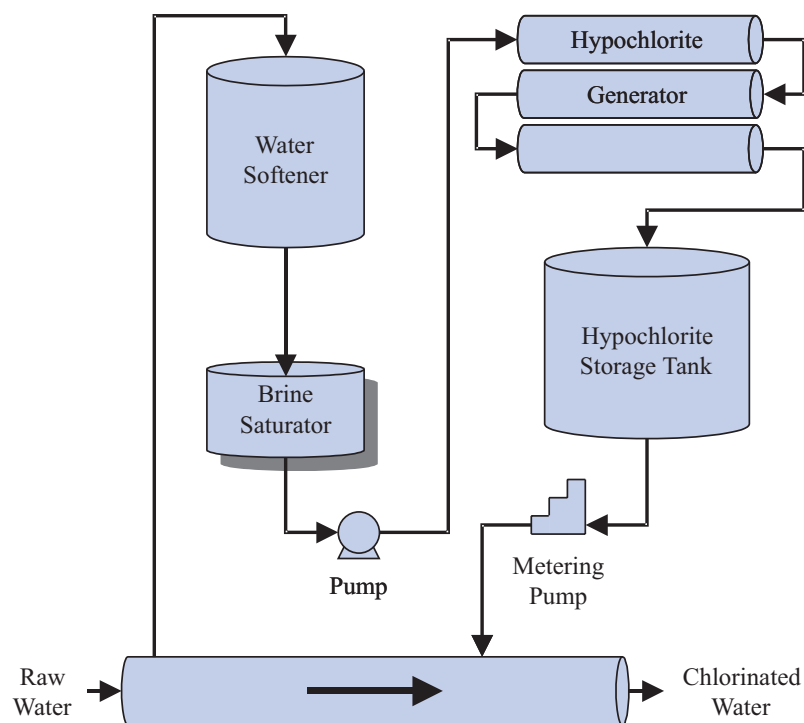 Hypochlorite
Generator
Water
Softener
Hypochlorite
Storage Tank
Brine
Saturator
Pump
Metering
Pump
Raw
Water
Chlorinated
Water